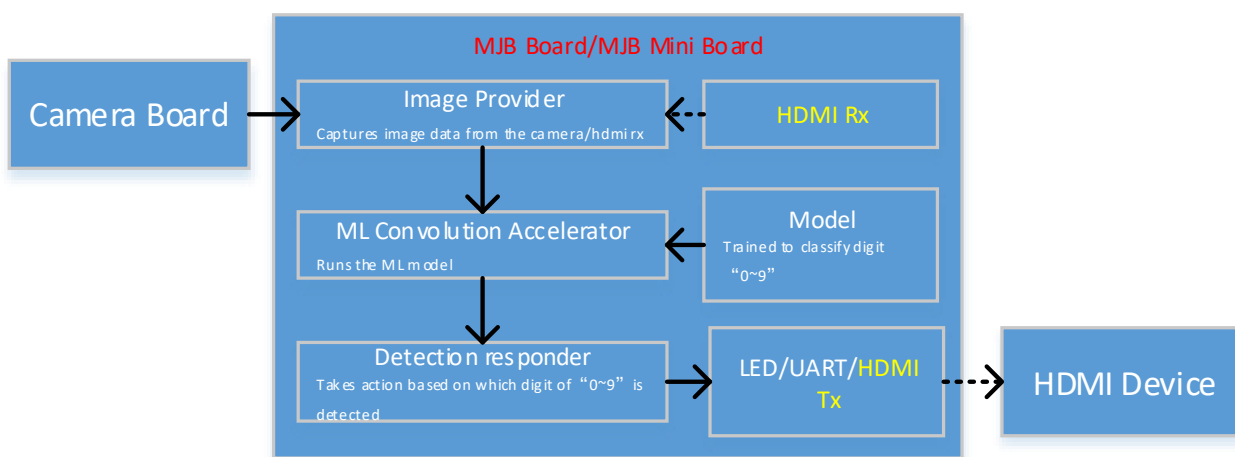 MJB Board/MJB Mini Board
Camera Board
Image Provider
Captures image data from the camera/hdmi rx
HDMI Rx
ML Convolution Accelerator
Runs the ML model
Model
Trained to classify digit
“0~9”
Detection responder
Takes action based on which digit of “0~9” is
detected
LED/UART/HDMI
Tx
HDMI Device